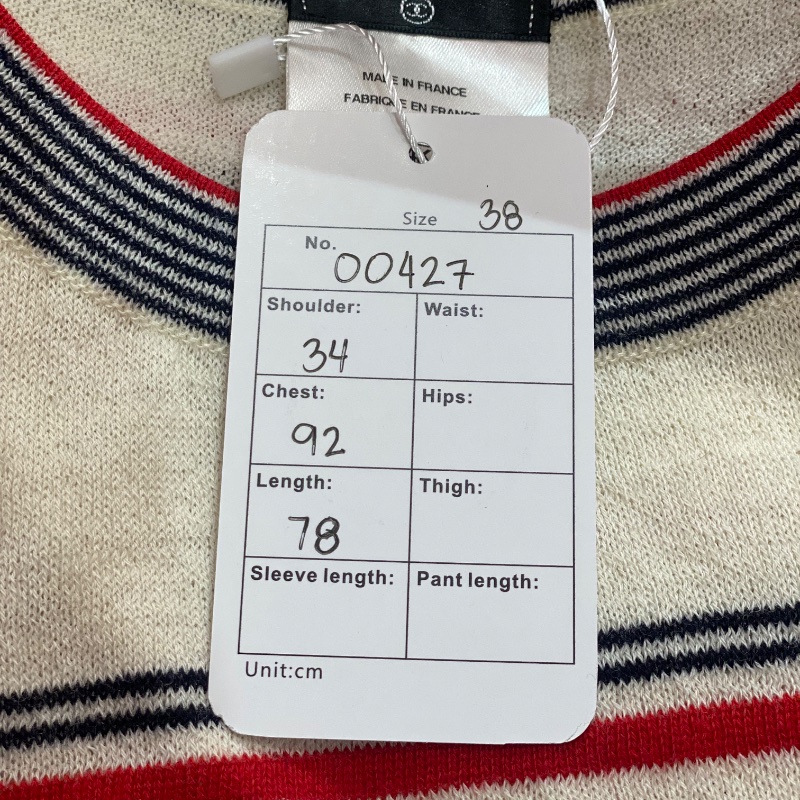 MADE IN FRANCE
FABRIQUE EN FRANCE
Size 38
No. 00427
Shoulder: 34 Waist:
Chest: 92 Hips:
Length: 78 Thigh:
Sleeve length: Pant length:
Unit:cm